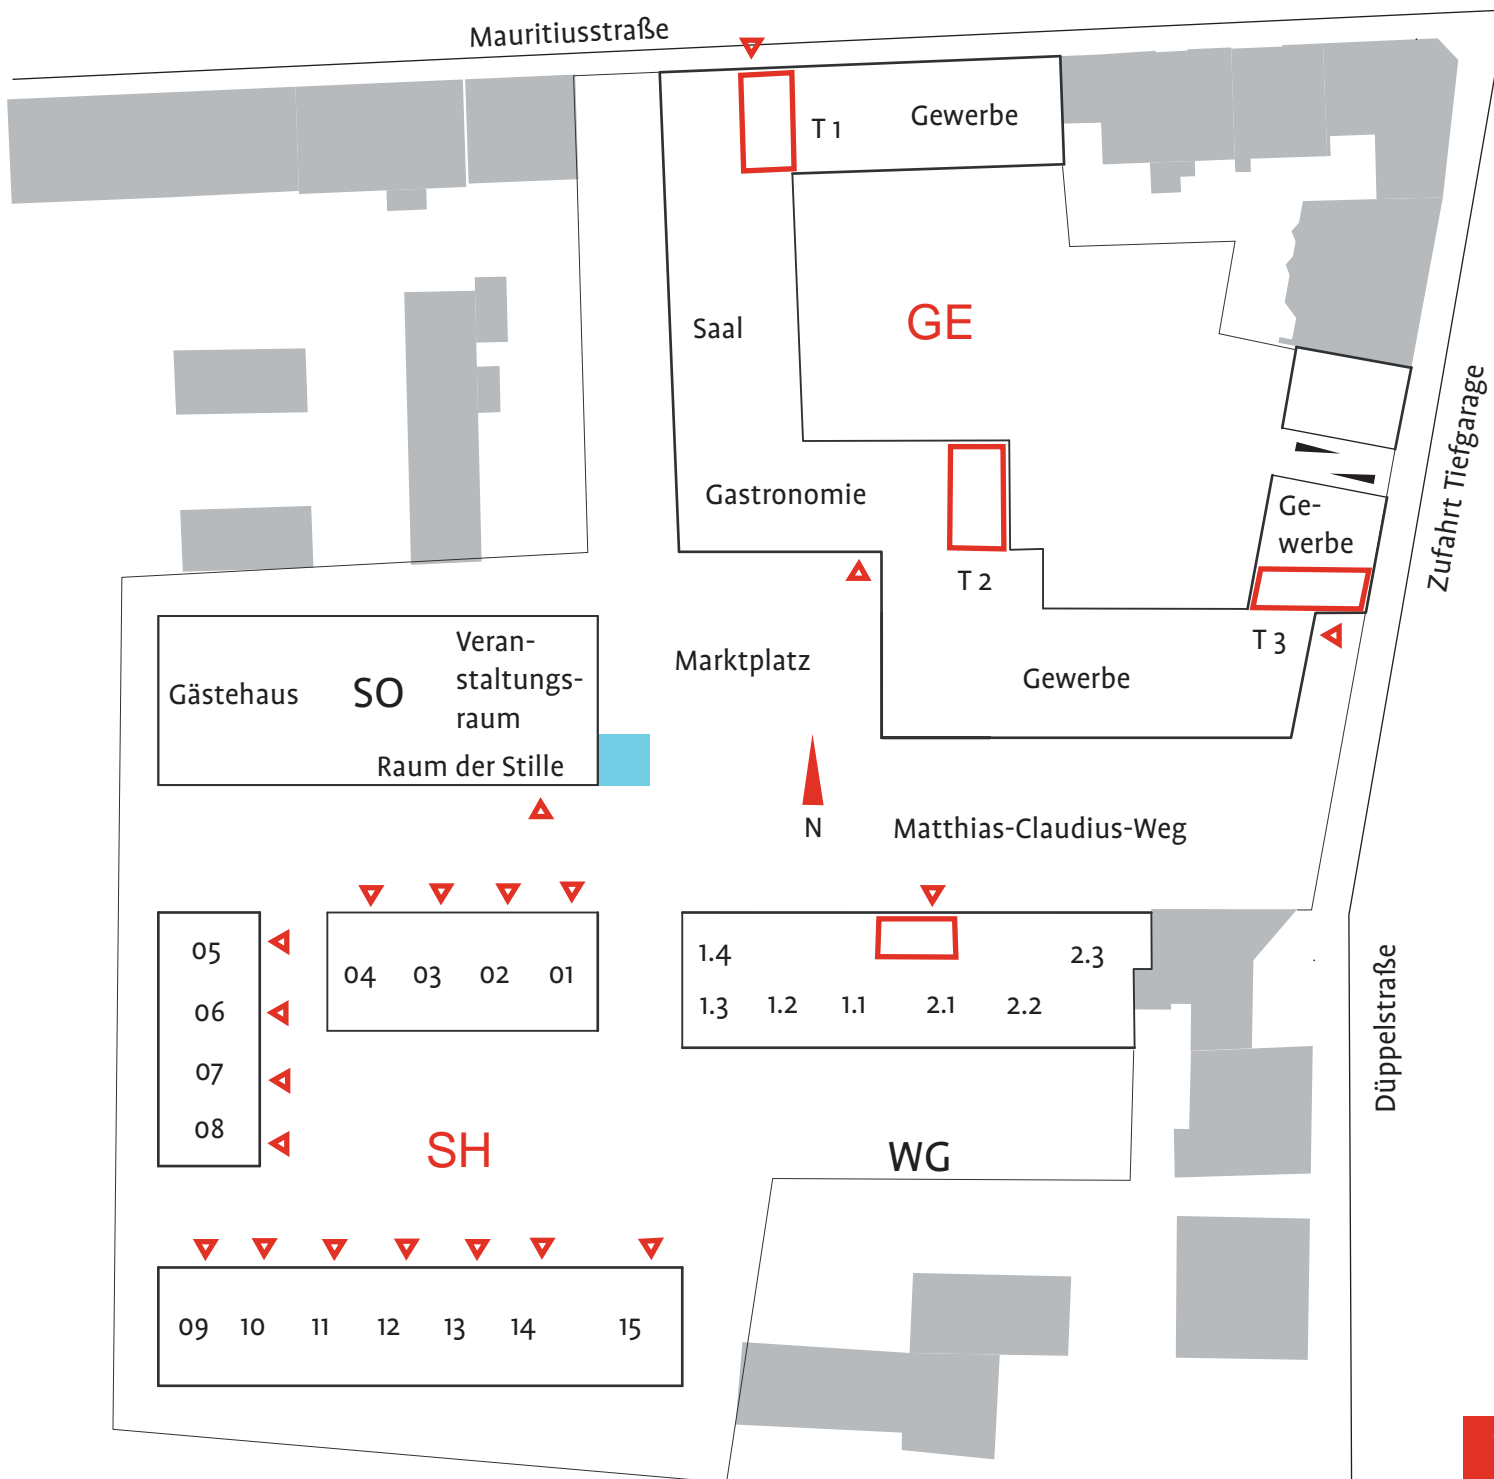 Mauritiusstraße
T 1
Gewerbe
Saal
GE
Zufahrt Tiefgarage
Gastronomie
Ge-
werbe
T 2
T 3
Marktplatz
Gewerbe
Gästehaus
SO
Veran-
staltungs-
raum
Raum der Stille
N
Matthias-Claudius-Weg
Düppelstraße
05
06
07
08
04 03 02 01
1.4 2.3
1.3 1.2 1.1 2.1 2.2
SH
WG
09 10 11 12 13 14 15